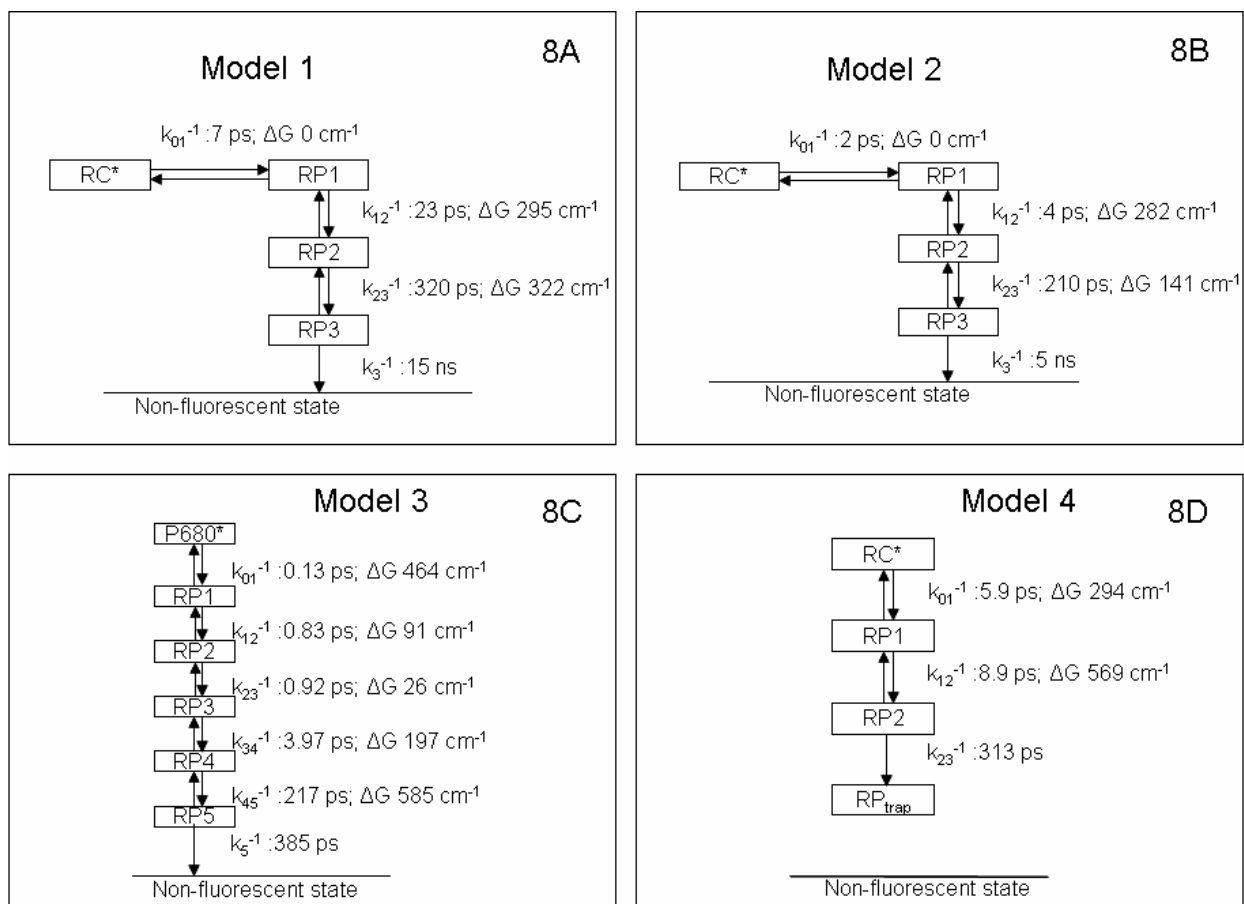 8A
Model 1
k₀₁⁻¹ :7 ps; ΔG 0 cm⁻¹
RC*
RP1
k₁₂⁻¹ :23 ps; ΔG 295 cm⁻¹
RP2
k₂₃⁻¹ :320 ps; ΔG 322 cm⁻¹
RP3
k₃⁻¹ :15 ns
Non-fluorescent state
8B
Model 2
k₀₁⁻¹ :2 ps; ΔG 0 cm⁻¹
RC*
RP1
k₁₂⁻¹ :4 ps; ΔG 282 cm⁻¹
RP2
k₂₃⁻¹ :210 ps; ΔG 141 cm⁻¹
RP3
k₃⁻¹ :5 ns
Non-fluorescent state
Model 3
8C
P680*
k₀₁⁻¹ :0.13 ps; ΔG 464 cm⁻¹
RP1
k₁₂⁻¹ :0.83 ps; ΔG 91 cm⁻¹
RP2
k₂₃⁻¹ :0.92 ps; ΔG 26 cm⁻¹
RP3
k₃₄⁻¹ :3.97 ps; ΔG 197 cm⁻¹
RP4
k₄₅⁻¹ :217 ps; ΔG 585 cm⁻¹
RP5
k₅⁻¹ :385 ps
Non-fluorescent state
Model 4
8D
RC*
k₀₁⁻¹ :5.9 ps; ΔG 294 cm⁻¹
RP1
k₁₂⁻¹ :8.9 ps; ΔG 569 cm⁻¹
RP2
k₂₃⁻¹ :313 ps
RPtrap
Non-fluorescent state